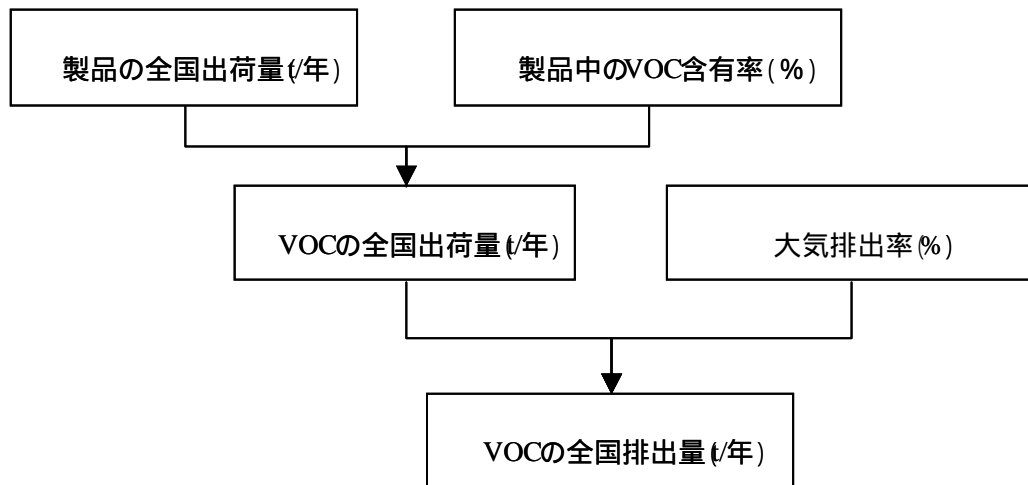 製品の全国出荷量(t/年)
製品中のVOC含有率(%)
VOCの全国出荷量(t/年)
大気排出率(%)
VOCの全国排出量(t/年)